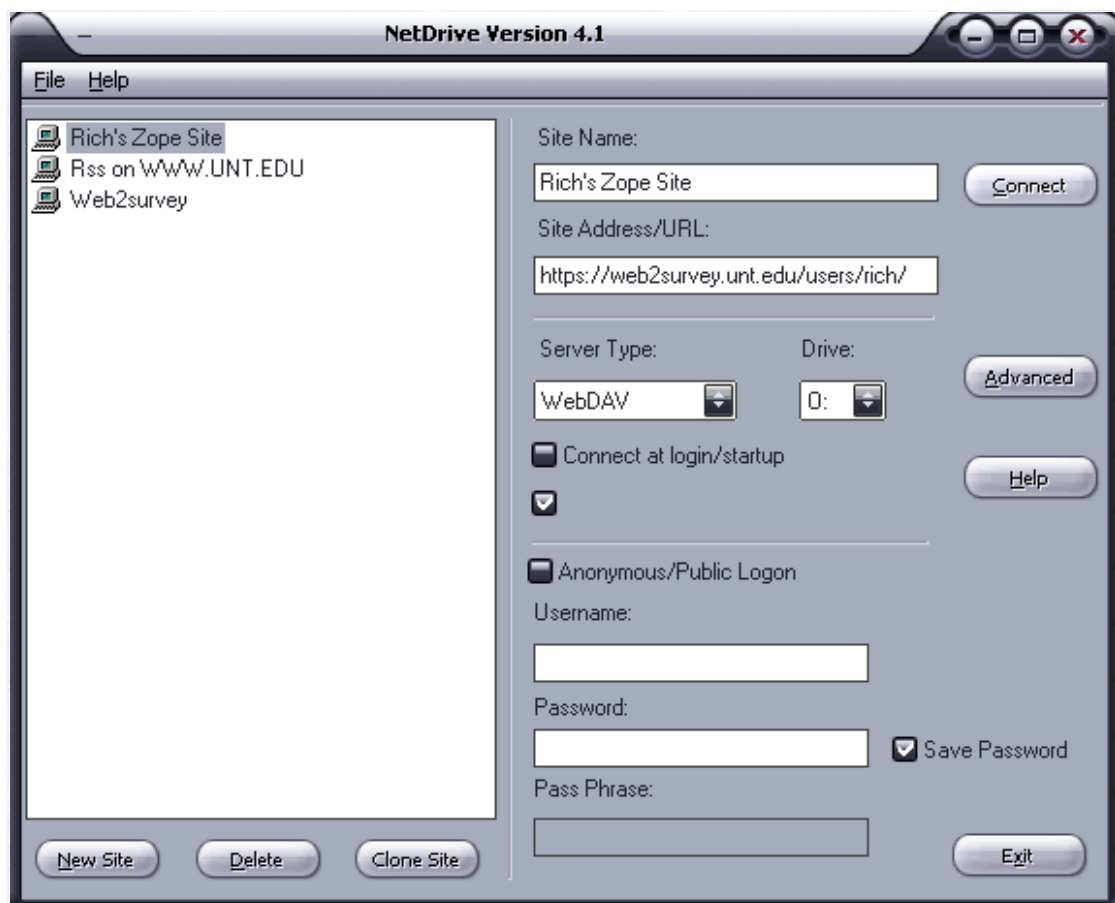 NetDrive Version 4.1
File Help
Rich's Zope Site
Rss on WWW.UNT.EDU
Web2survey
New Site
Delete
Clone Site
Site Name:
Rich's Zope Site
Connect
Site Address/URL:
https://web2survey.unt.edu/users/rich/
Server Type:
Drive:
WebDAV
O:
Advanced
Connect at login/startup
Help
Anonymous/Public Logon
Username:
Password:
Save Password
Pass Phrase:
Exit